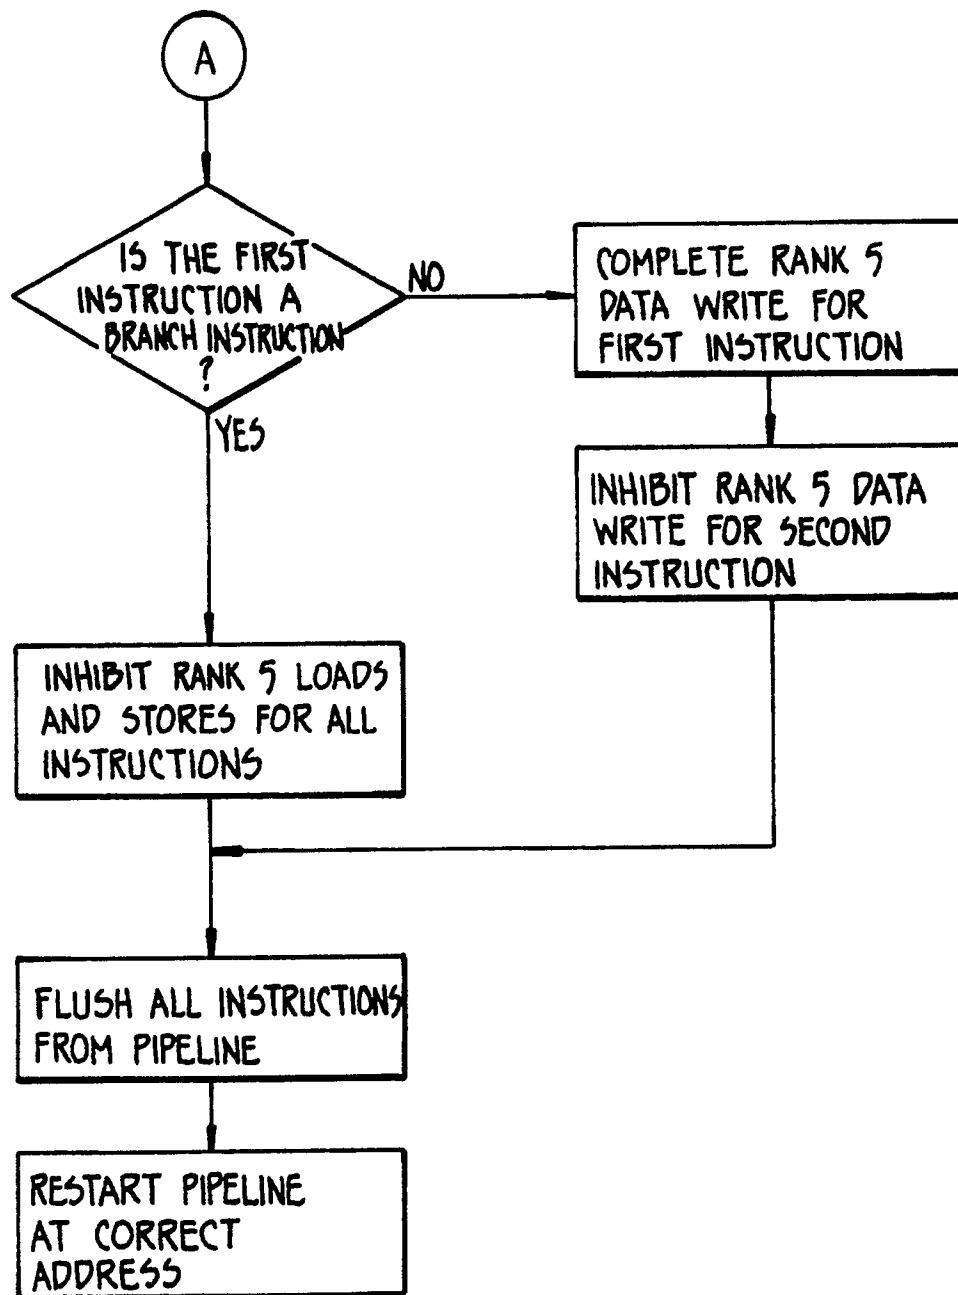 A
IS THE FIRST
INSTRUCTION A
BRANCH INSTRUCTION
?
NO
YES
COMPLETE RANK 5
DATA WRITE FOR
FIRST INSTRUCTION
INHIBIT RANK 5 DATA
WRITE FOR SECOND
INSTRUCTION
INHIBIT RANK 5 LOADS
AND STORES FOR ALL
INSTRUCTIONS
FLUSH ALL INSTRUCTIONS
FROM PIPELINE
RESTART PIPELINE
AT CORRECT
ADDRESS